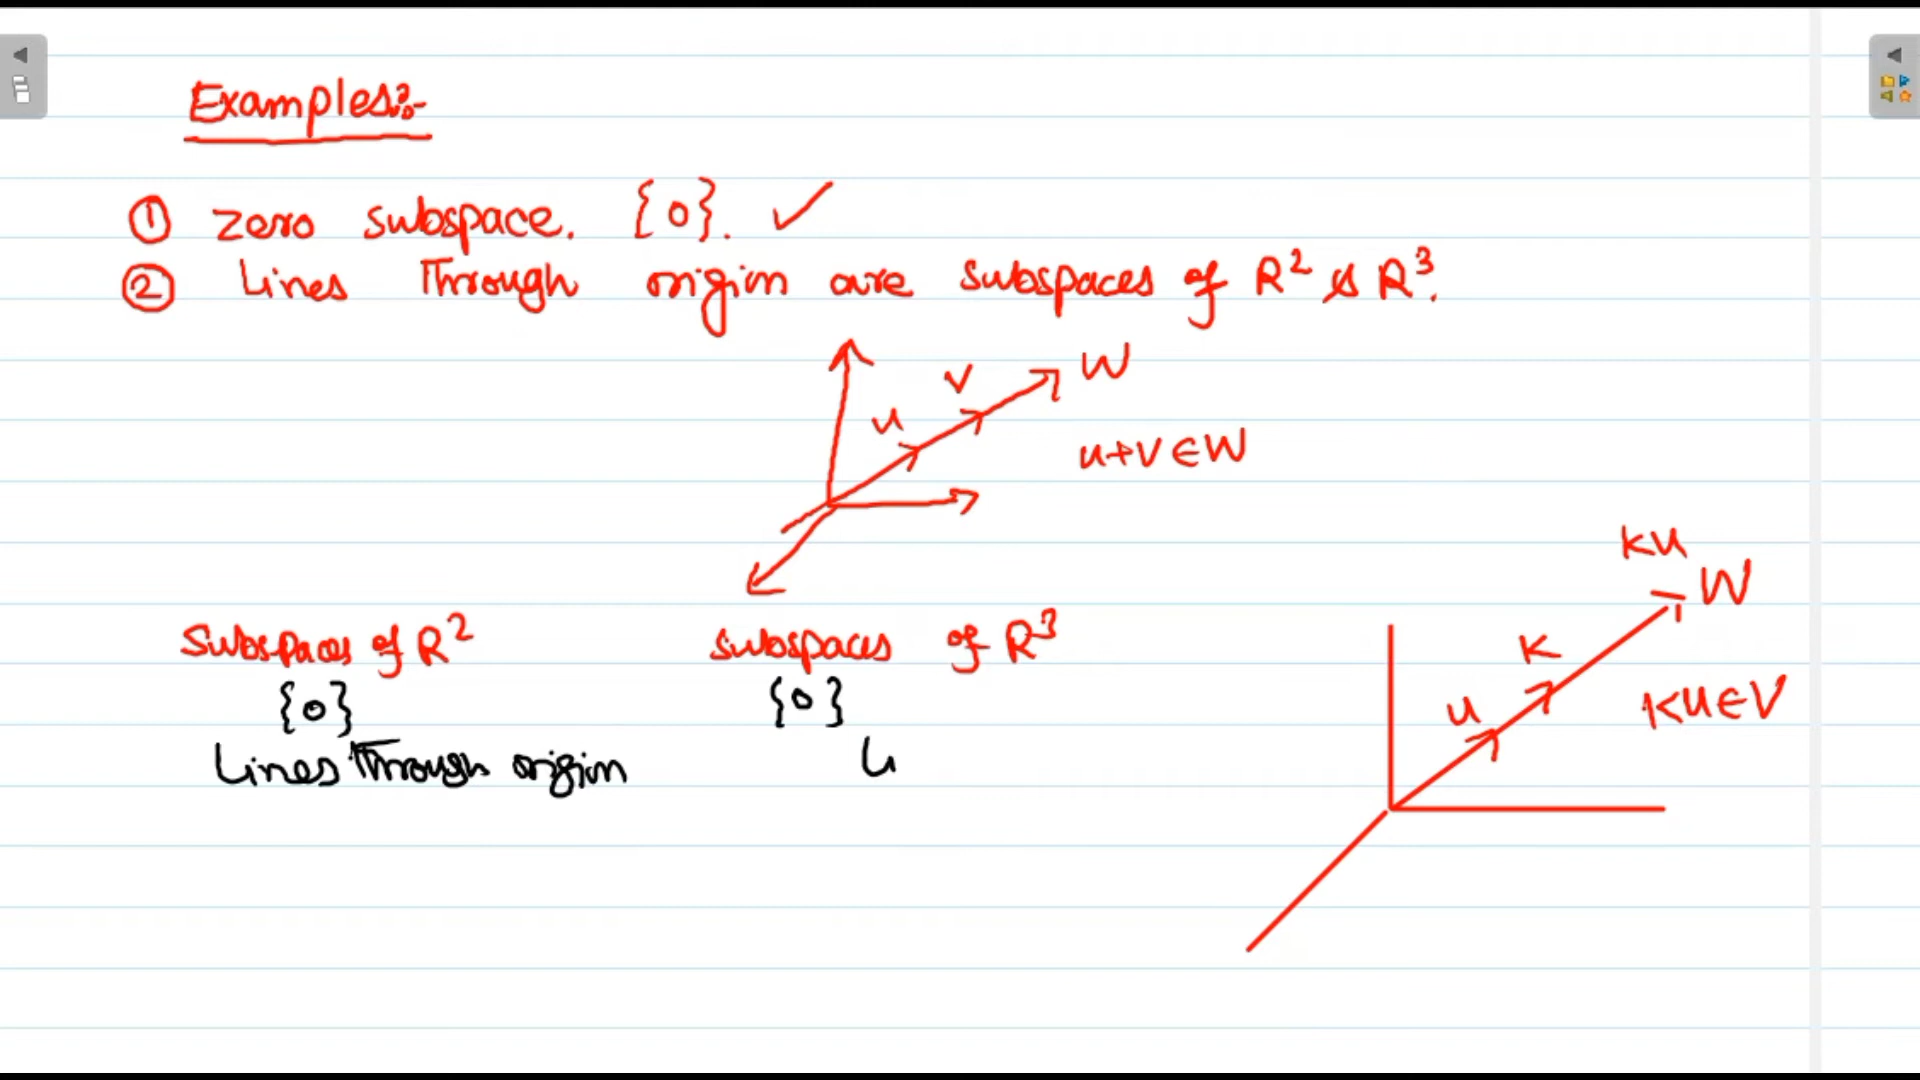 Examples:-
① Zero subspace. {0}. ✓
② Lines Through origin are subspaces of R² & R³.
W
V
u
u+V∈W
Ku
W
K
u
Ku∈V
Subspaces of R² subspaces of R³
{0} {0}
Lines Through origin Li